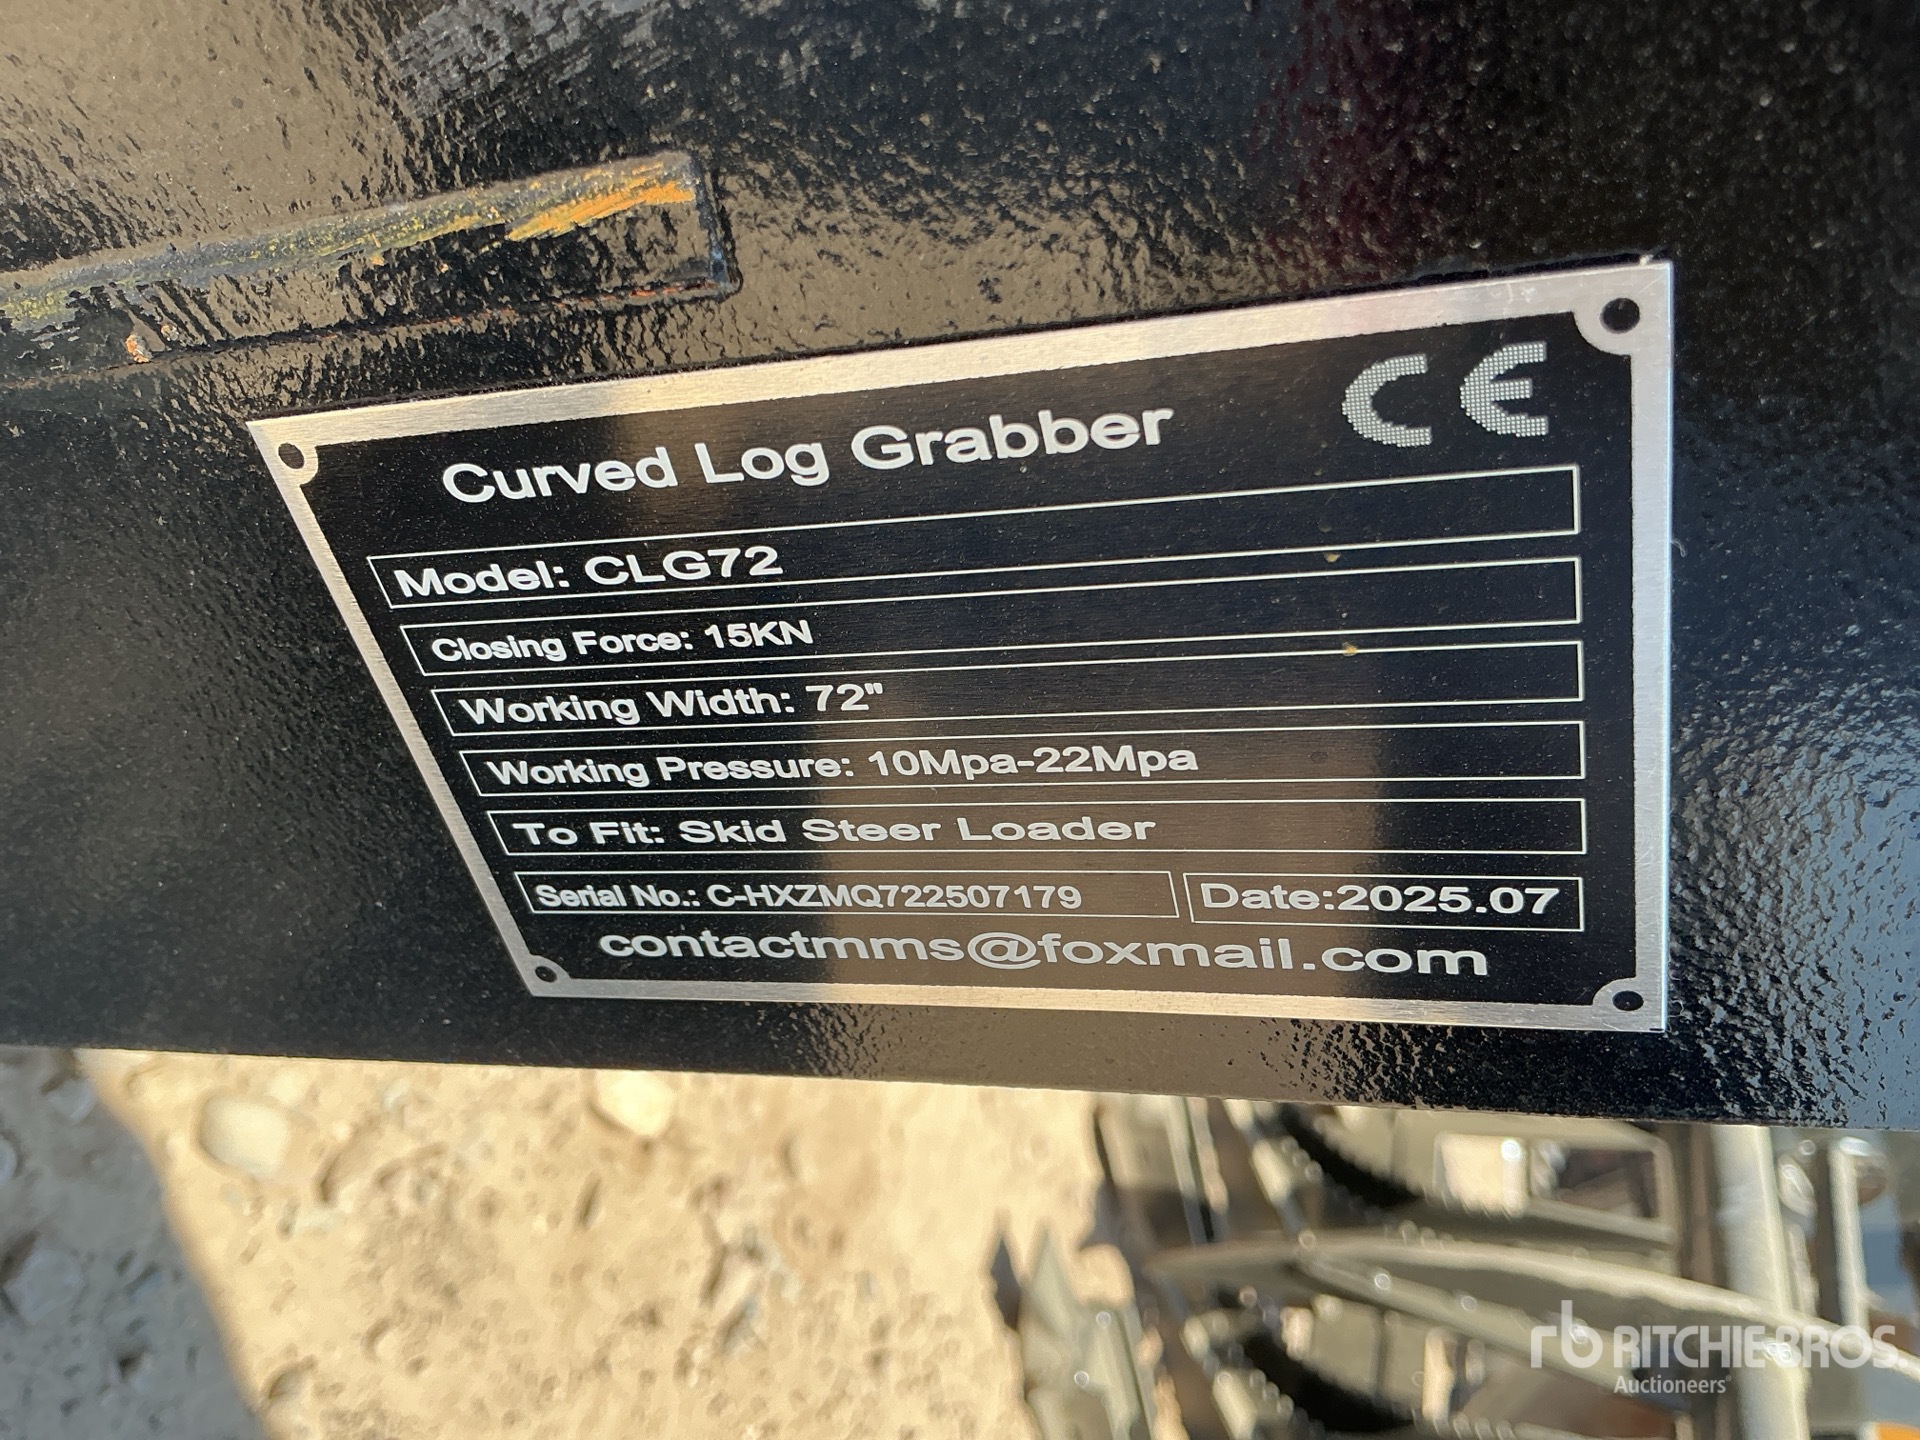 CE
Curved Log Grabber
Model: CLG72
Closing Force: 15KN
Working Width: 72"
Working Pressure: 10Mpa-22Mpa
To Fit: Skid Steer Loader
Serial No.: C-HXZMQ722507179 Date:2025.07
contactmms@foxmail.com
rb RITCHIE BROS.
Auctioneers